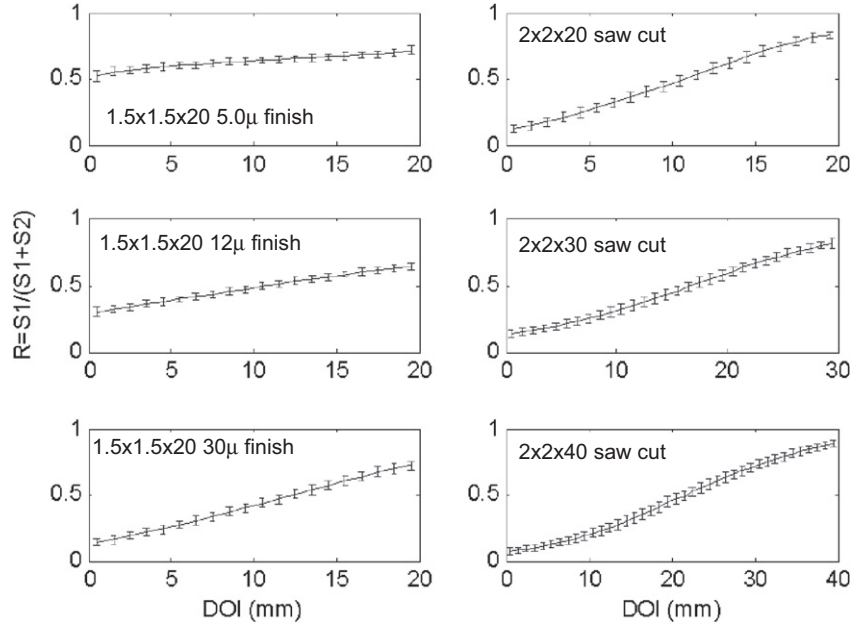 1
0.5
0
1.5x1.5x20 5.0μ finish
0 5 10 15 20
1
0.5
0
2x2x20 saw cut
0 5 10 15 20
R=S1/(S1+S2)
1
0.5
0
1.5x1.5x20 12μ finish
0 5 10 15 20
1
0.5
0
2x2x30 saw cut
0 10 20 30
1
0.5
0
1.5x1.5x20 30μ finish
0 5 10 15 20
DOI (mm)
1
0.5
0
2x2x40 saw cut
0 10 20 30 40
DOI (mm)